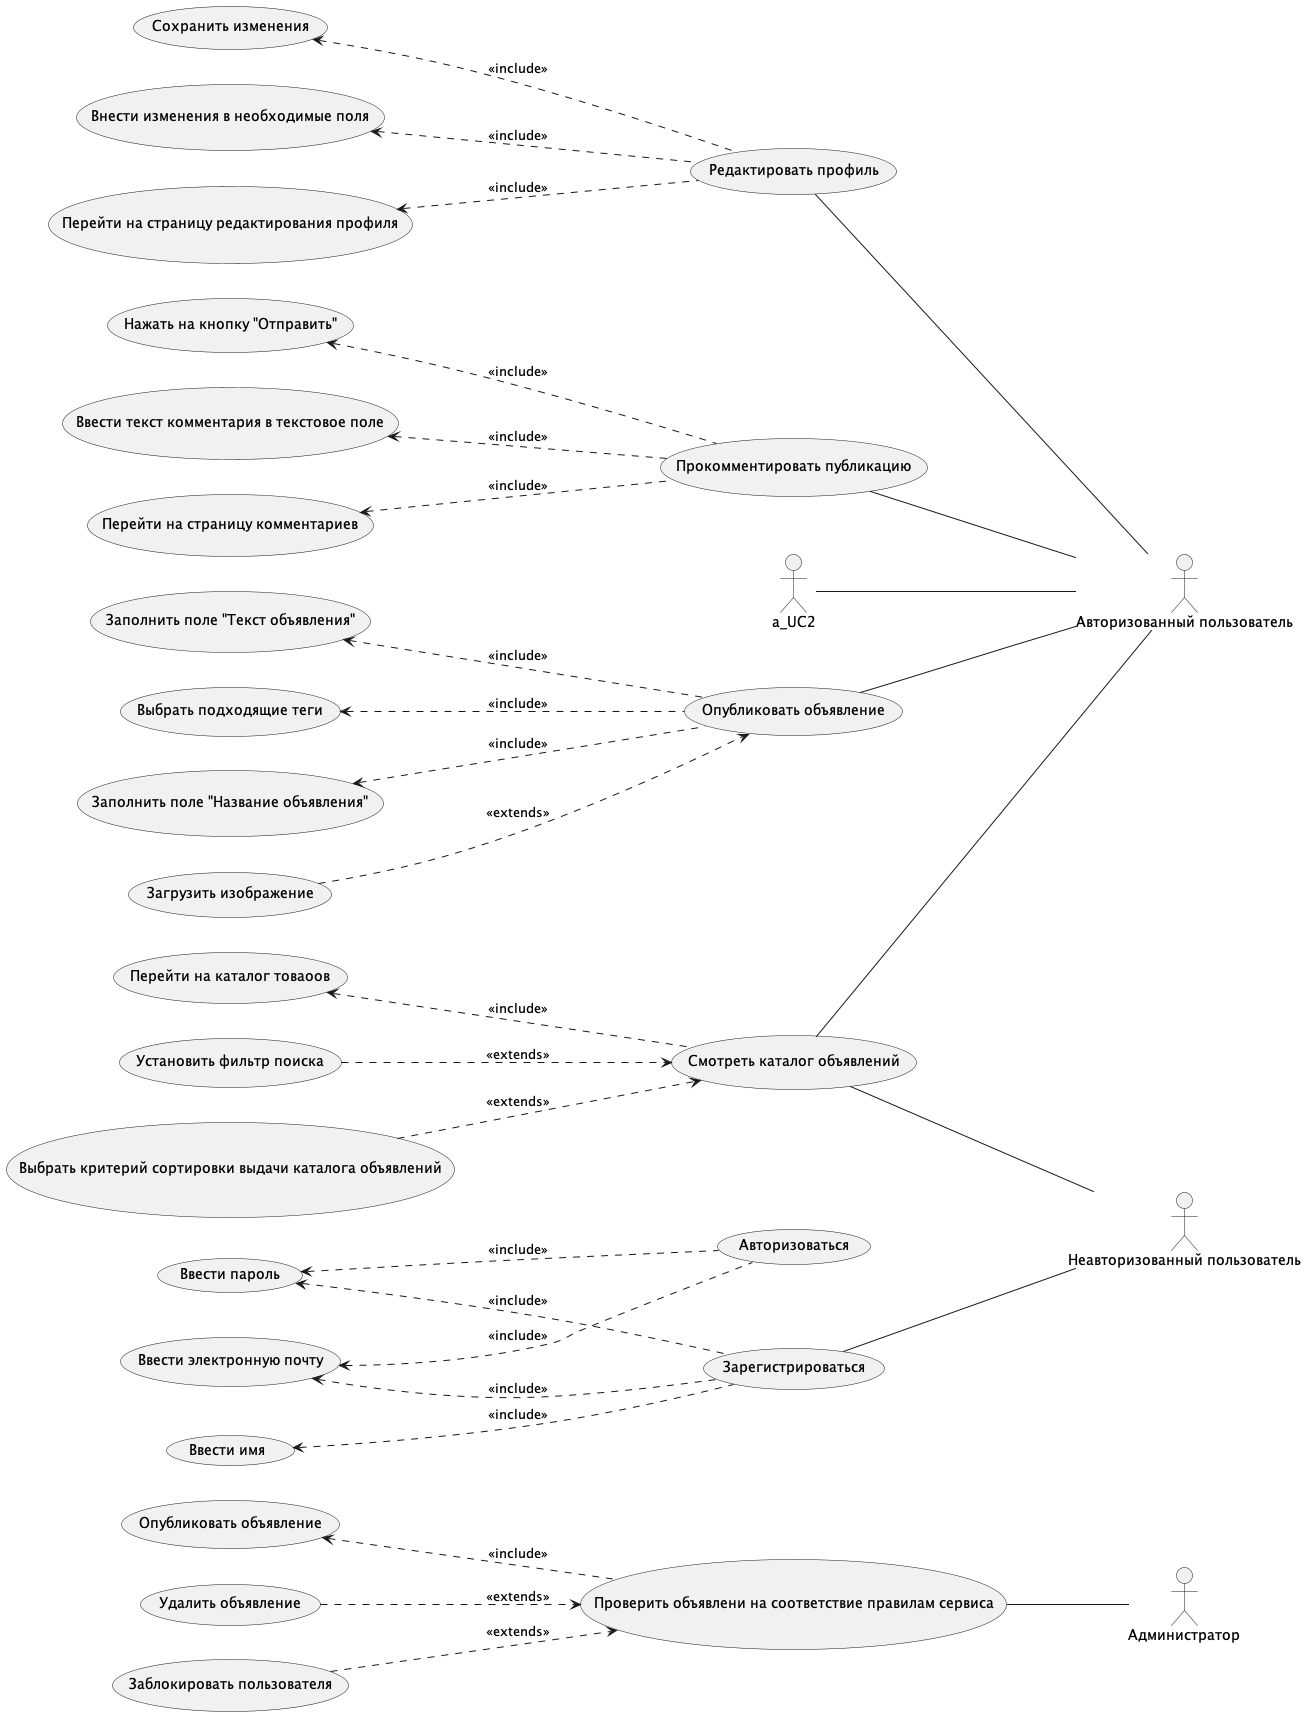 Сохранить изменения
«include»
Внести изменения в необходимые поля
«include»
Редактировать профиль
«include»
Перейти на страницу редактирования профиля
Нажать на кнопку "Отправить"
«include»
Ввести текст комментария в текстовое поле
«include»
Прокомментировать публикацию
«include»
Перейти на страницу комментариев
a_UC2
Авторизованный пользователь
Заполнить поле "Текст объявления"
«include»
Выбрать подходящие теги
«include»
Опубликовать объявление
«include»
Заполнить поле "Название объявления"
«extends»
Загрузить изображение
Перейти на каталог товаоов
«include»
Установить фильтр поиска
«extends»
Смотреть каталог объявлений
«extends»
Выбрать критерий сортировки выдачи каталога объявлений
Авторизоваться
«include»
Неавторизованный пользователь
Ввести пароль
«include»
«include»
Ввести электронную почту
Зарегистрироваться
«include»
«include»
Ввести имя
Опубликовать объявление
«include»
«extends»
Удалить объявление
Проверить объявлени на соответствие правилам сервиса
«extends»
Администратор
Заблокировать пользователя